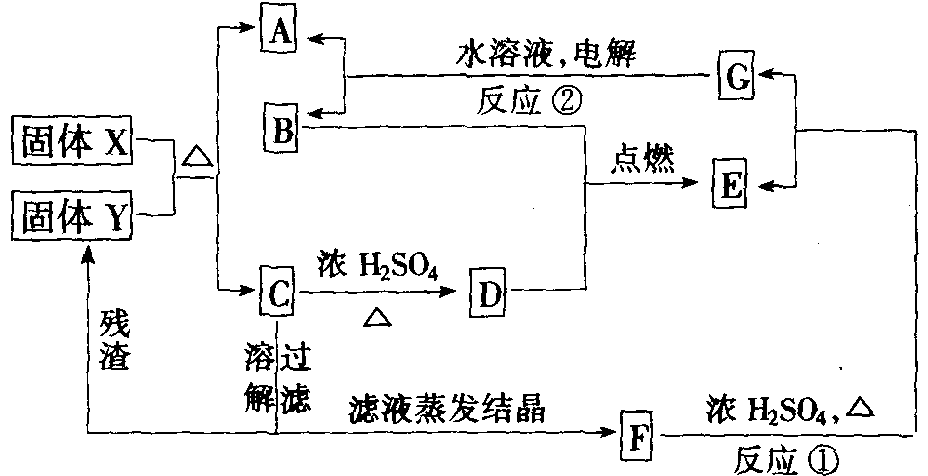 A
水溶液,电解
G
反应②
B
固体 X
△
点燃
E
固体 Y
浓 H₂SO₄
C
D
△
残渣
溶解
过滤
滤液蒸发结晶
F
浓 H₂SO₄,△
反应①